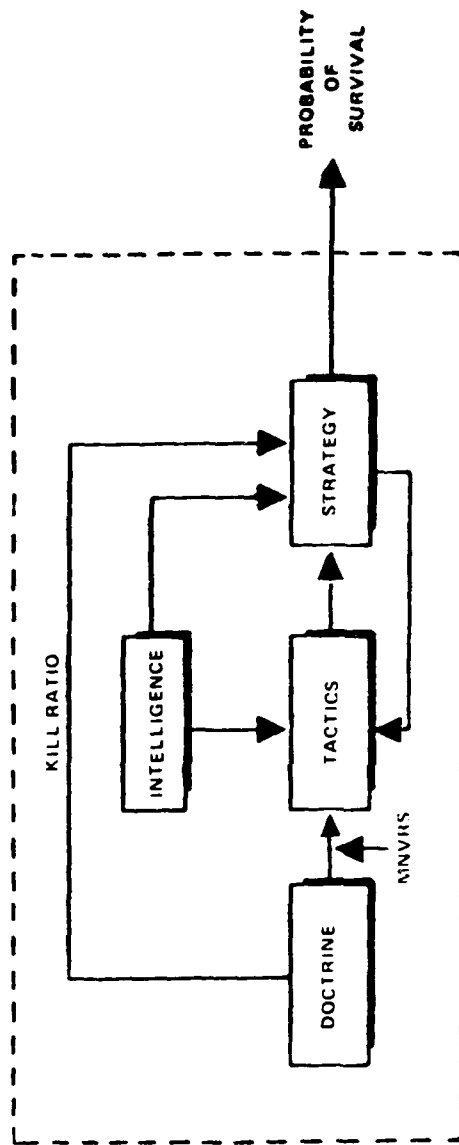 KILL RATIO
INTELLIGENCE
DOCTRINE
MNVRS
TACTICS
STRATEGY
PROBABILITY
OF
SURVIVAL